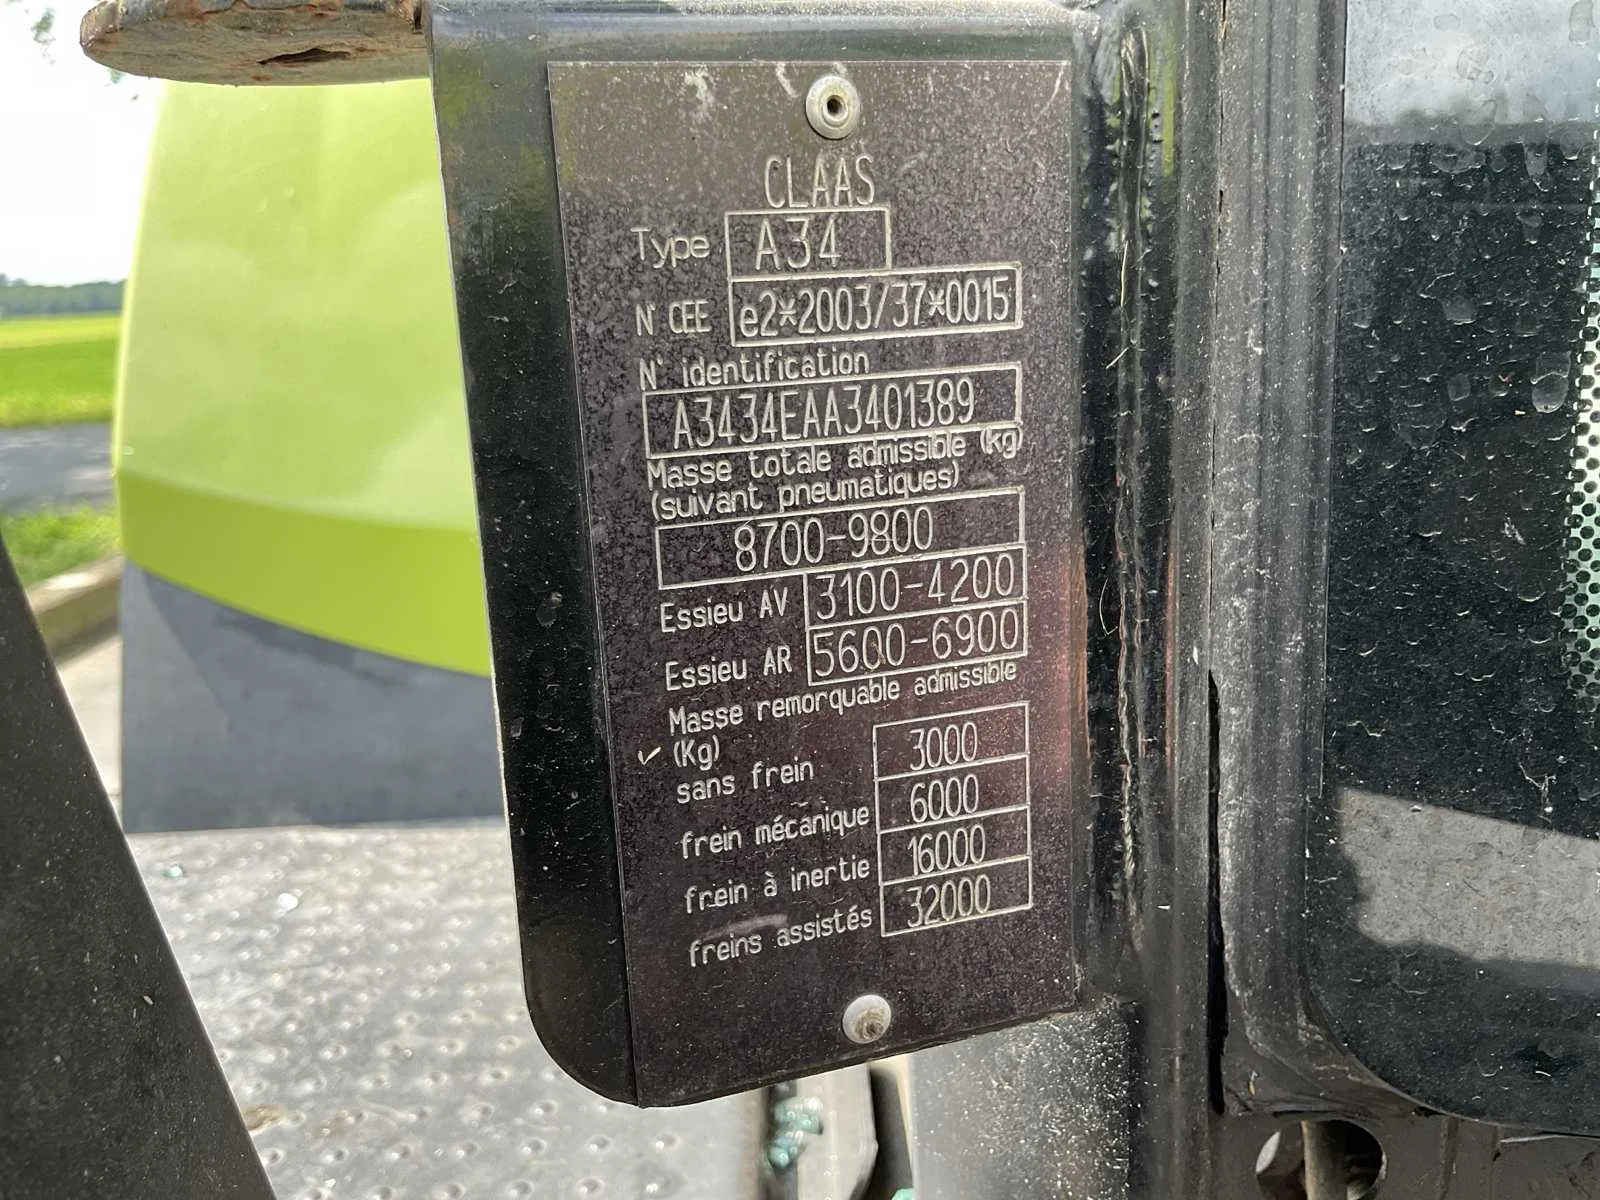 CLAAS
Type A34
N° CEE e2*2003/37*0015
N° identification
A3434EAA3401389
Masse totale admissible (kg)
(suivant pneumatiques)
8700-9800
Essieu AV 3100-4200
Essieu AR 5600-6900
Masse remorquable admissible
(Kg)
sans frein 3000
frein mécanique 6000
frein à inertie 16000
freins assistés 32000